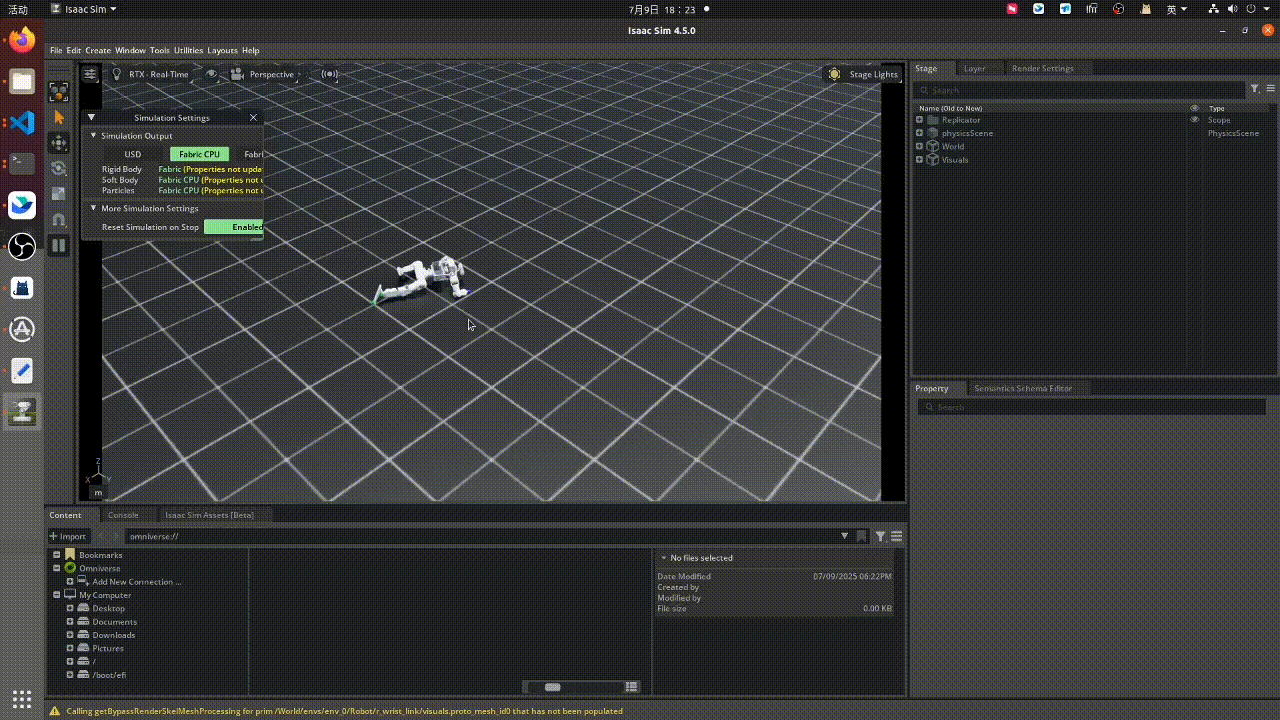 活动 Isaac Sim 7月9日 18：23 英
Isaac Sim 4.5.0
File Edit Create Window Tools Utilities Layouts Help
RTX - Real-Time Perspective Stage Lights
Simulation Settings
Simulation Output
USD Fabric CPU
Rigid Body Fabric (Properties not
Soft Body Fabric CPU (Properties not
Particles Fabric CPU (Properties not
More Simulation Settings
Reset Simulation on Stop Enabled
Z
X Y
m
Stage Layer Render Settings
Search
Name (Old to New) Type
Replicator Scope
physicsScene PhysicsScene
World
Visuals
Property Semantics Schema Editor
Search
Content Console Isaac Sim Assets [Beta]
Import omniverse://
Bookmarks
Omniverse
Add New Connection ...
My Computer
Desktop
Documents
Downloads
Pictures
/
/boot/efi
No files selected
Date Modified 07/09/2025 06:22PM
Created by
Modified by
File size 0.00 KB
Calling getBypassRenderSkelMeshProcessing for prim /World/envs/env_0/Robot/r_wrist_link/visuals.proto_mesh_id0 that has not been populated